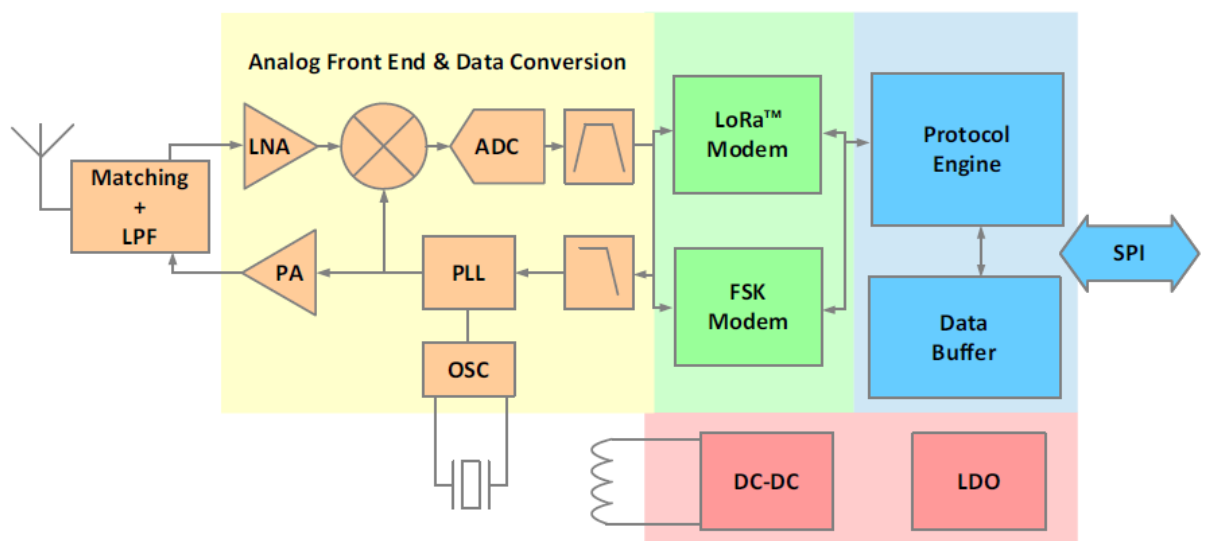 Analog Front End & Data Conversion
LNA
ADC
LoRa™
Modem
Protocol
Engine
Matching
+
LPF
PA
PLL
FSK
Modem
SPI
Data
Buffer
OSC
DC-DC
LDO